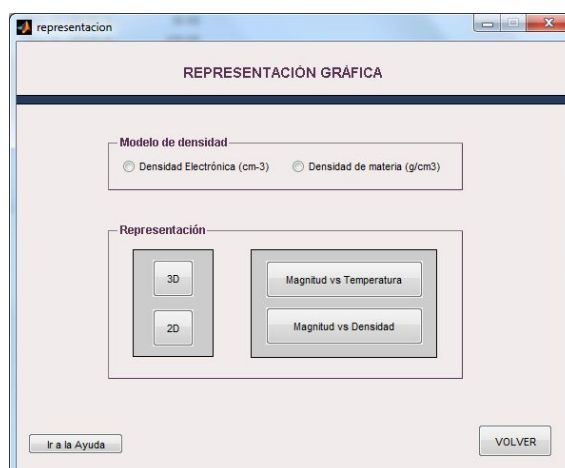 representacion
REPRESENTACIÓN GRÁFICA
Modelo de densidad
Densidad Electrónica (cm-3) Densidad de materia (g/cm3)
Representación
3D
Magnitud vs Temperatura
2D
Magnitud vs Densidad
Ir a la Ayuda
VOLVER